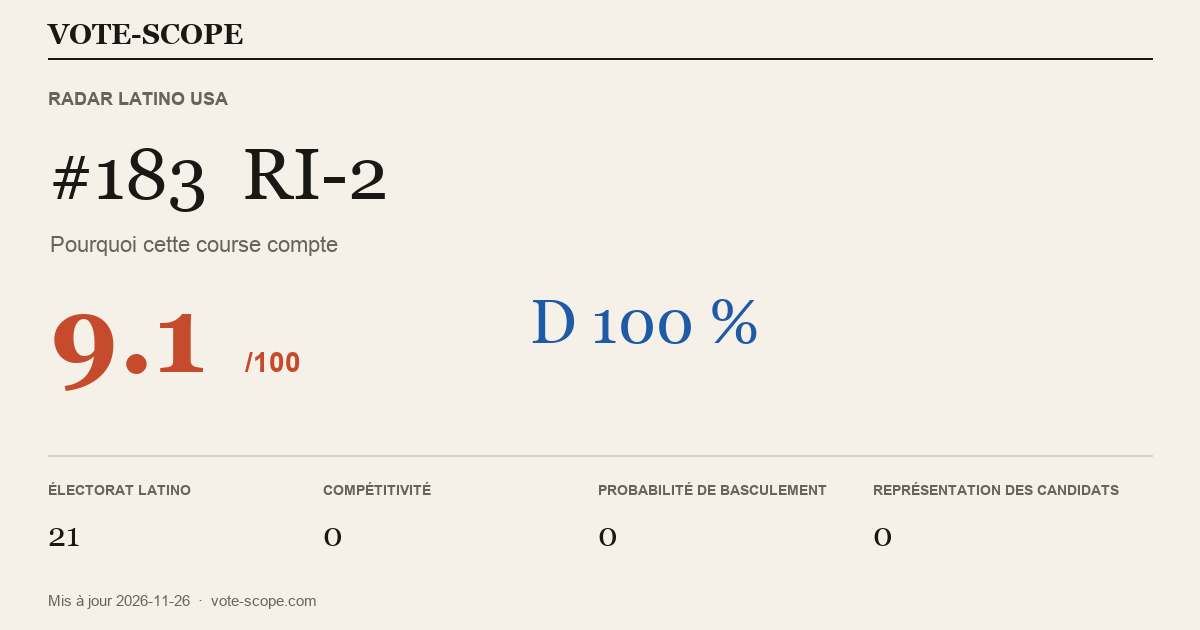 VOTE-SCOPE
RADAR LATINO USA
#183 RI-2
Pourquoi cette course compte
9.1 /100 D 100 %
ÉLECTORAT LATINO COMPÉTITIVITÉ PROBABILITÉ DE BASCULEMENT REPRÉSENTATION DES CANDIDATS
21 0 0 0
Mis à jour 2026-11-26 · vote-scope.com